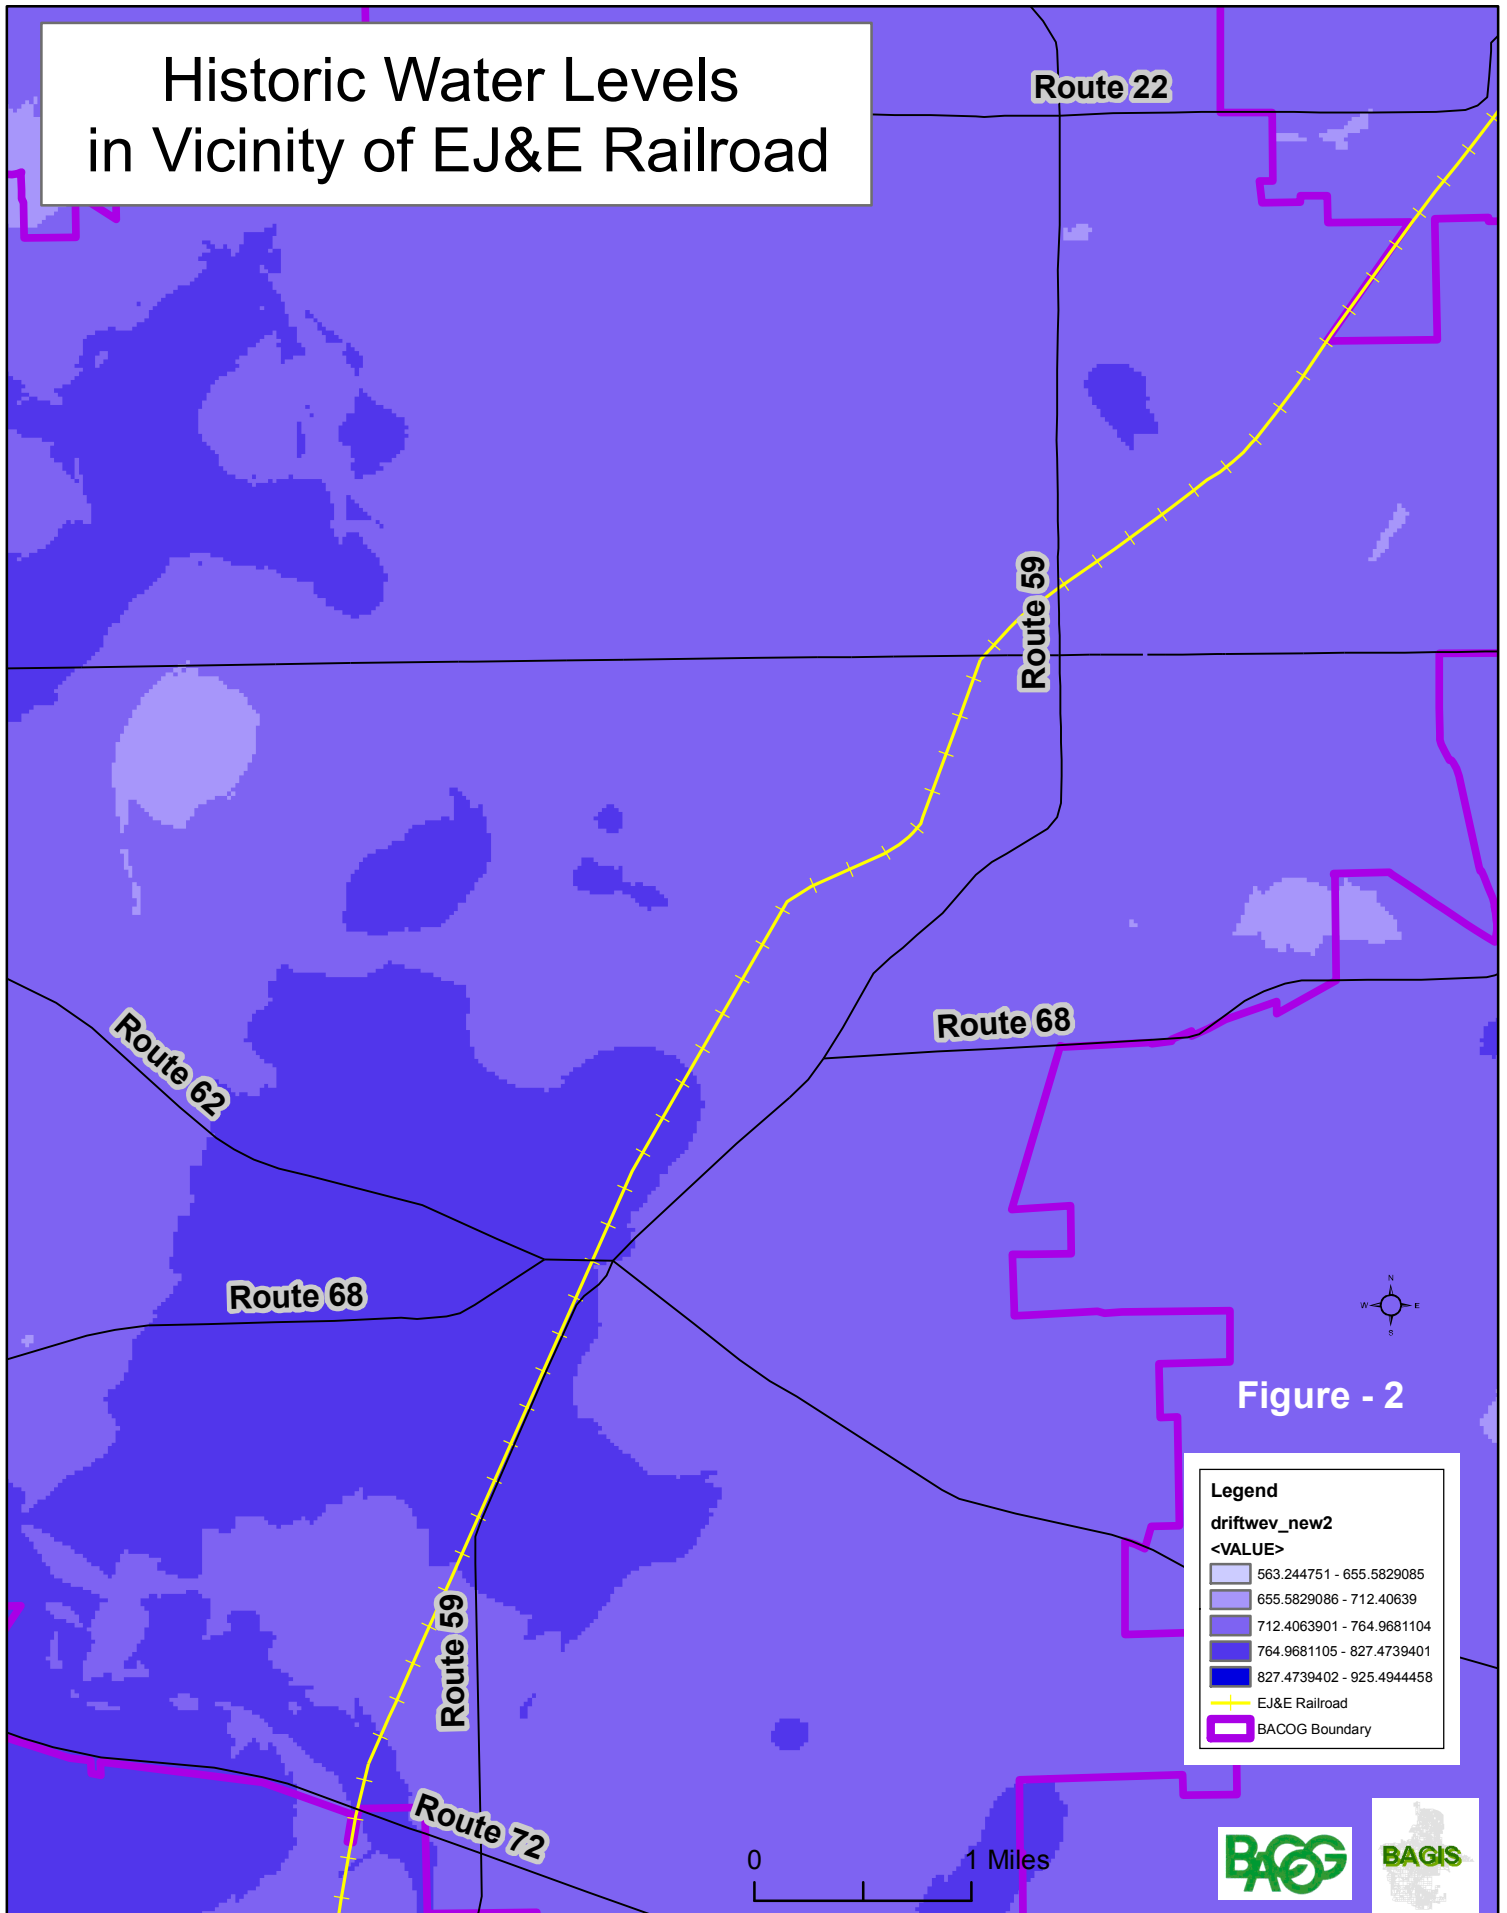 Historic Water Levels
in Vicinity of EJ&E Railroad
Route 22
Route 59
Route 68
Route 62
Route 68
N
W E
S
Figure - 2
Route 59
Route 72
Legend
driftwev_new2
<VALUE>
563.244751 - 655.5829085
655.5829086 - 712.40639
712.4063901 - 764.9681104
764.9681105 - 827.4739401
827.4739402 - 925.4944458
EJ&E Railroad
BACOG Boundary
0 1 Miles
BACOG
BAGIS